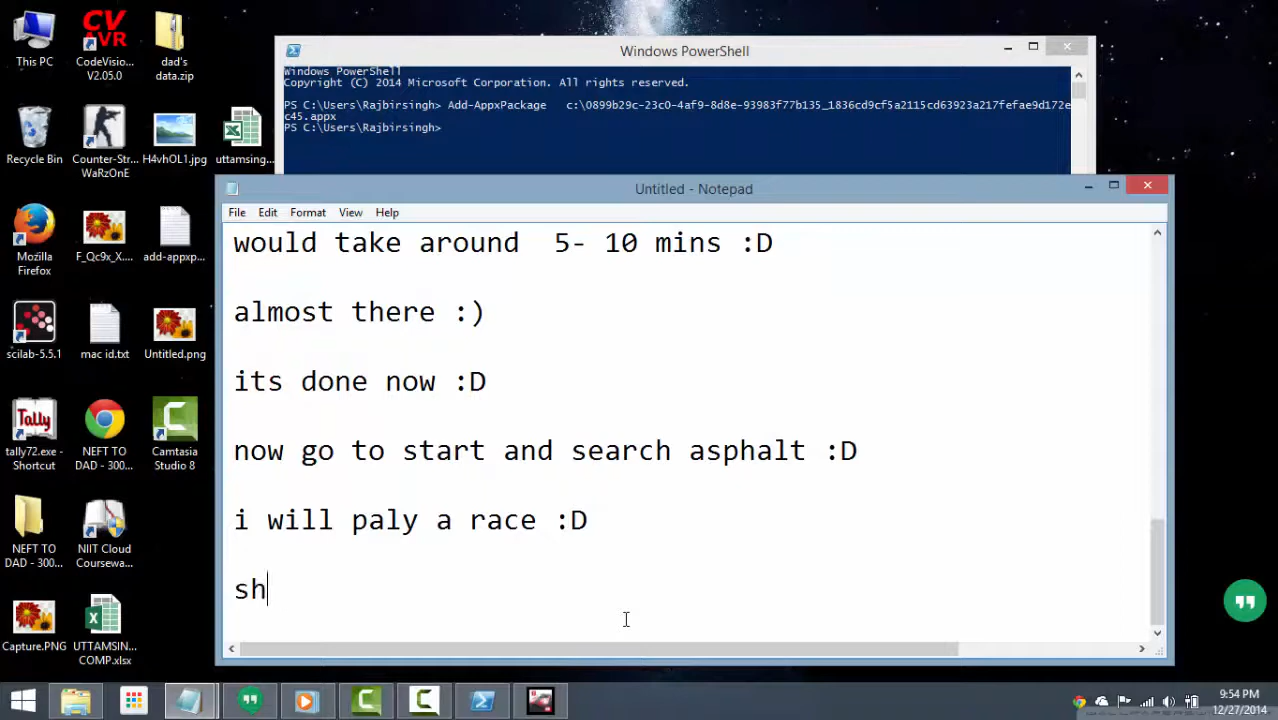 This PC
CodeVision
V2.05.0
dad's
data.zip
Recycle Bin
Counter-Str...
WaRzOnE
H4vhOL1.jpg
uttamsing...
Mozilla
Firefox
F_Qc9x_X....
add-appxp...
scilab-5.5.1
mac id.txt
Untitled.png
Tally
tally72.exe -
Shortcut
NEFT TO
DAD - 300...
Camtasia
Studio 8
NEFT TO
DAD - 300...
NIIT Cloud
Coursewa...
Capture.PNG
UTTAMSIN...
COMP.xlsx
CV
AVR
Windows PowerShell
Windows PowerShell
Copyright (C) 2014 Microsoft Corporation. All rights reserved.
PS C:\Users\Rajbirsingh> Add-AppxPackage   c:\0899b29c-23c0-4af9-8d8e-93983f77b135_1836cd9cf5a2115cd63923a217fefae9d172e
c45.appx
PS C:\Users\Rajbirsingh>
Untitled - Notepad
File Edit Format View Help
would take around  5- 10 mins :D
almost there :)
its done now :D
now go to start and search asphalt :D
i will paly a race :D
sh
9:54 PM
12/27/2014